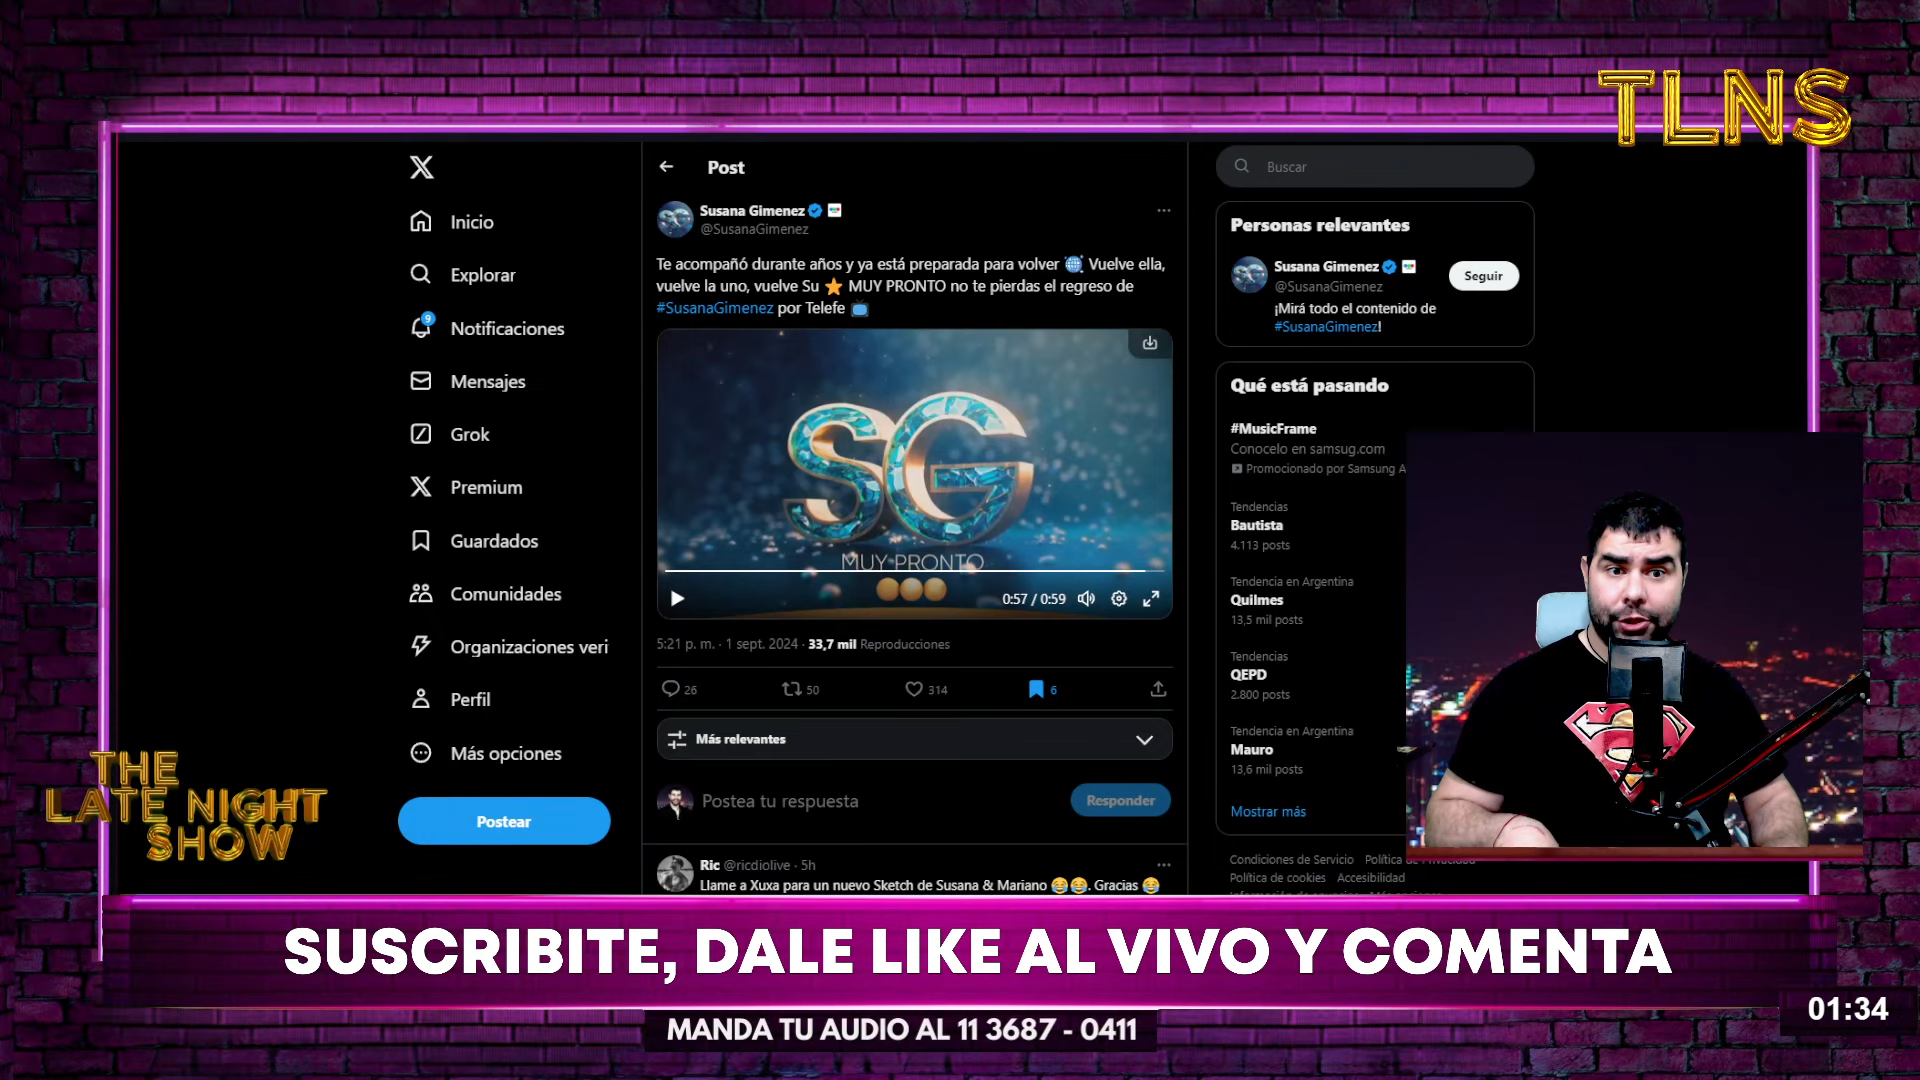 TLNS
Post
Buscar
Inicio
Explorar
9
Notificaciones
Mensajes
Grok
Premium
Guardados
Comunidades
Organizaciones veri
Perfil
Más opciones
Postear
Susana Gimenez
@SusanaGimenez
Te acompañó durante años y ya está preparada para volver 🪩 Vuelve ella,
vuelve la uno, vuelve Su ⭐ MUY PRONTO no te pierdas el regreso de
#SusanaGimenez por Telefe 📺
SG
MUY PRONTO
0:57 / 0:59
5:21 p. m. · 1 sept. 2024 · 33,7 mil Reproducciones
26 50 314 6
Más relevantes
Postea tu respuesta
Responder
Ric @ricdiolive · 5h
Llame a Xuxa para un nuevo Sketch de Susana & Mariano 😂😂. Gracias 😂
Personas relevantes
Susana Gimenez
@SusanaGimenez
Seguir
¡Mirá todo el contenido de
#SusanaGimenez!
Qué está pasando
#MusicFrame
Conocelo en samsug.com
Promocionado por Samsung A
Tendencias
Bautista
4.113 posts
Tendencia en Argentina
Quilmes
13,5 mil posts
Tendencias
QEPD
2.800 posts
Tendencia en Argentina
Mauro
13,6 mil posts
Mostrar más
Condiciones de Servicio Política de Privacidad
Política de cookies Accesibilidad
THE
LATE NIGHT
SHOW
SUSCRIBITE, DALE LIKE AL VIVO Y COMENTA
MANDA TU AUDIO AL 11 3687 - 0411
01:34